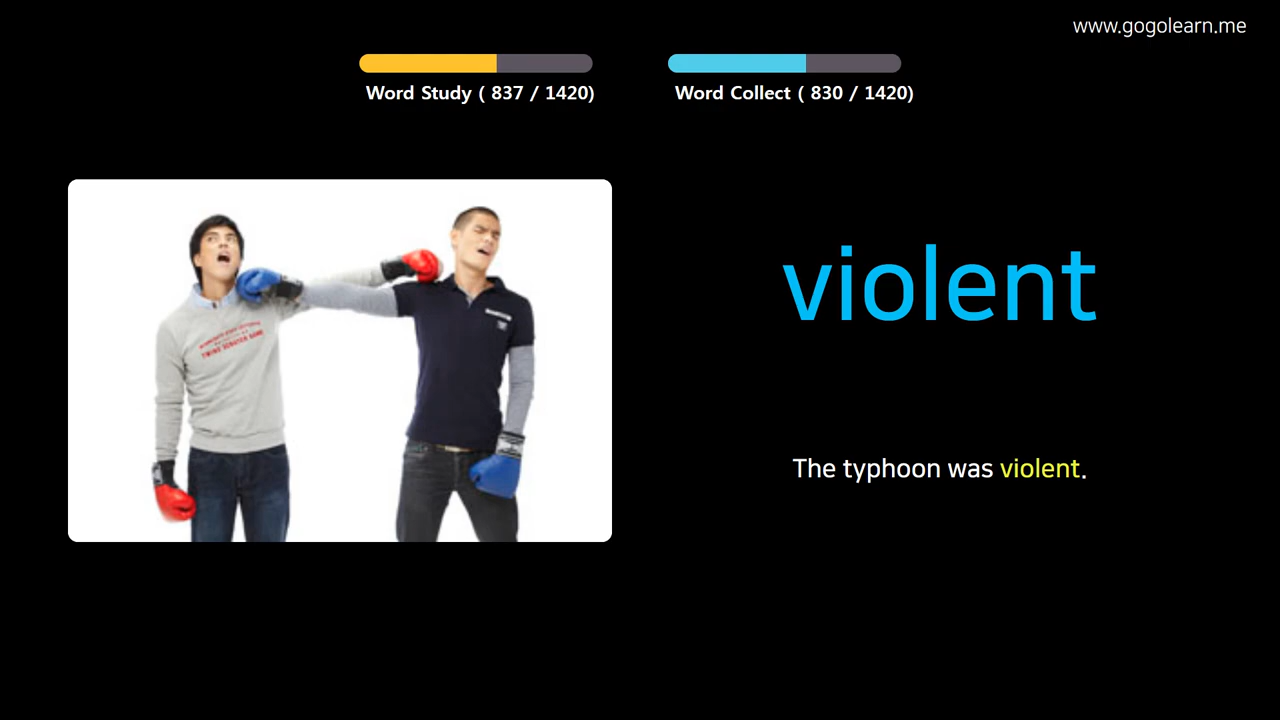 www.gogolearn.me
Word Study ( 837 / 1420)
Word Collect ( 830 / 1420)
violent
The typhoon was violent.